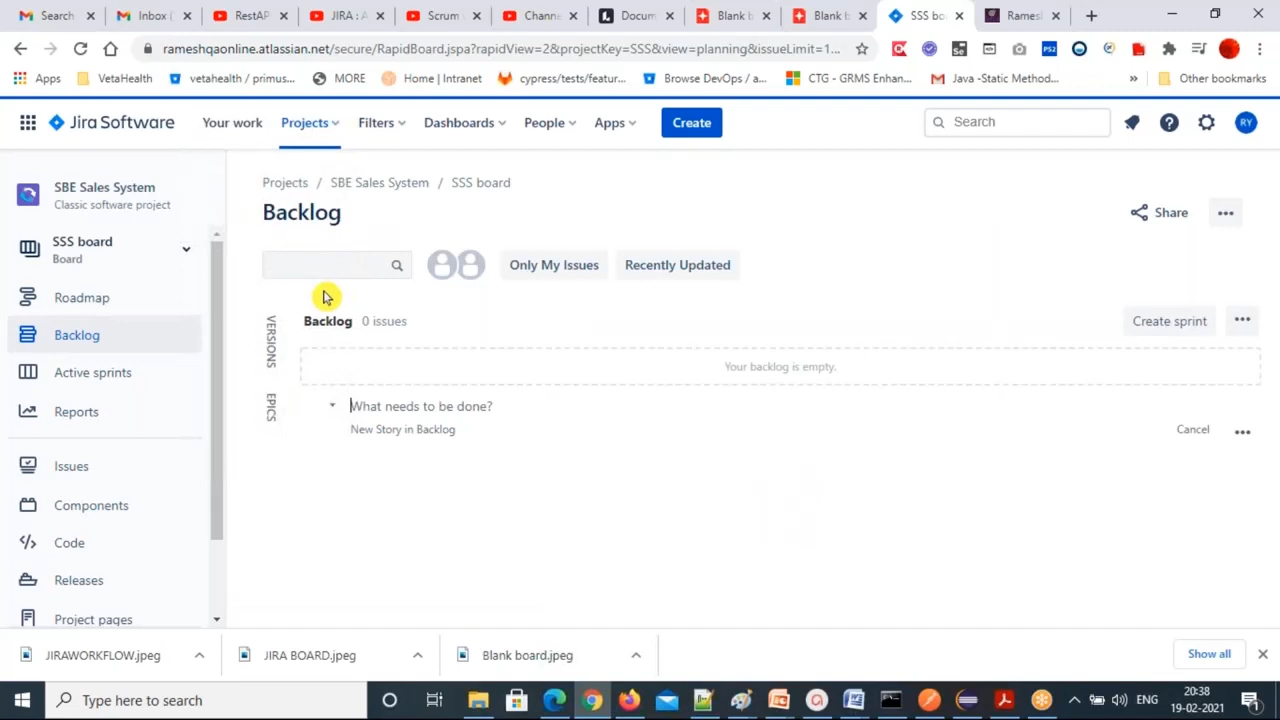 Search
Inbox (
RestAP
JIRA : A
Scrum
Chann
Docum
Blank b
Blank b
SSS bo
Ramesl
rameshqaonline.atlassian.net/secure/RapidBoard.jspa?rapidView=2&projectKey=SSS&view=planning&issueLimit=1...
Apps
VetaHealth
vetahealth / primus...
MORE
Home | Intranet
cypress/tests/featur...
Browse DevOps / a...
CTG - GRMS Enhan...
Java -Static Method...
»
Other bookmarks
Jira Software
Your work
Projects
Filters
Dashboards
People
Apps
Create
Search
RY
SBE Sales System
Classic software project
SSS board
Board
Roadmap
Backlog
Active sprints
Reports
Issues
Components
Code
Releases
Project pages
Projects / SBE Sales System / SSS board
Backlog
Share
Only My Issues
Recently Updated
VERSIONS
EPICS
Backlog 0 issues
Create sprint
Your backlog is empty.
What needs to be done?
New Story in Backlog
Cancel
JIRAWORKFLOW.jpeg
JIRA BOARD.jpeg
Blank board.jpeg
Show all
Type here to search
ENG
20:38
19-02-2021